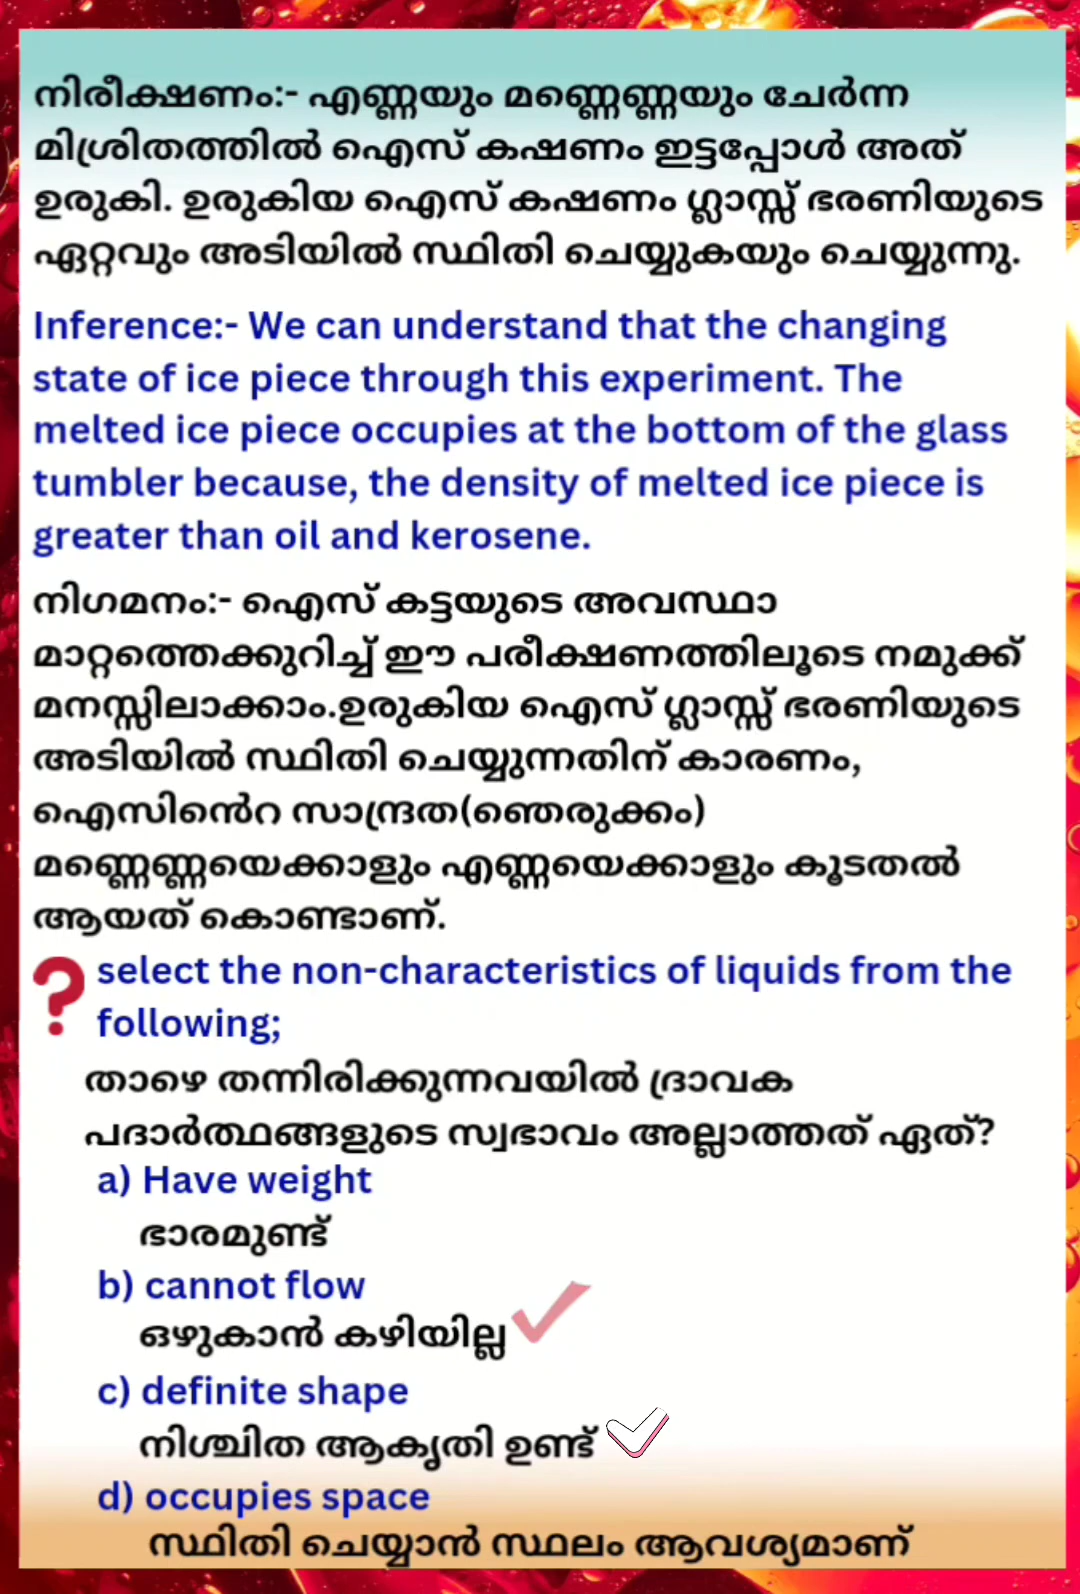 നിരീക്ഷണം:- എണ്ണയും മണ്ണെണ്ണയും ചേർന്ന
മിശ്രിതത്തിൽ ഐസ് കഷണം ഇട്ടപ്പോൾ അത്
ഉരുകി. ഉരുകിയ ഐസ് കഷണം ഗ്ലാസ്സ് ഭരണിയുടെ
ഏറ്റവും അടിയിൽ സ്ഥിതി ചെയ്യുകയും ചെയ്യുന്നു.
Inference:- We can understand that the changing
state of ice piece through this experiment. The
melted ice piece occupies at the bottom of the glass
tumbler because, the density of melted ice piece is
greater than oil and kerosene.
നിഗമനം:- ഐസ് കട്ടയുടെ അവസ്ഥാ
മാറ്റത്തെക്കുറിച്ച് ഈ പരീക്ഷണത്തിലൂടെ നമുക്ക്
മനസ്സിലാക്കാം.ഉരുകിയ ഐസ് ഗ്ലാസ്സ് ഭരണിയുടെ
അടിയിൽ സ്ഥിതി ചെയ്യുന്നതിന് കാരണം,
ഐസിൻെറ സാന്ദ്രത(ഞെരുക്കം)
മണ്ണെണ്ണയെക്കാളും എണ്ണയെക്കാളും കൂടതൽ
ആയത് കൊണ്ടാണ്.
? select the non-characteristics of liquids from the
following;
താഴെ തന്നിരിക്കുന്നവയിൽ ദ്രാവക
പദാർത്ഥങ്ങളുടെ സ്വഭാവം അല്ലാത്തത് ഏത്?
a) Have weight
ഭാരമുണ്ട്
b) cannot flow
ഒഴുകാൻ കഴിയില്ല
c) definite shape
നിശ്ചിത ആകൃതി ഉണ്ട്
d) occupies space
സ്ഥിതി ചെയ്യാൻ സ്ഥലം ആവശ്യമാണ്